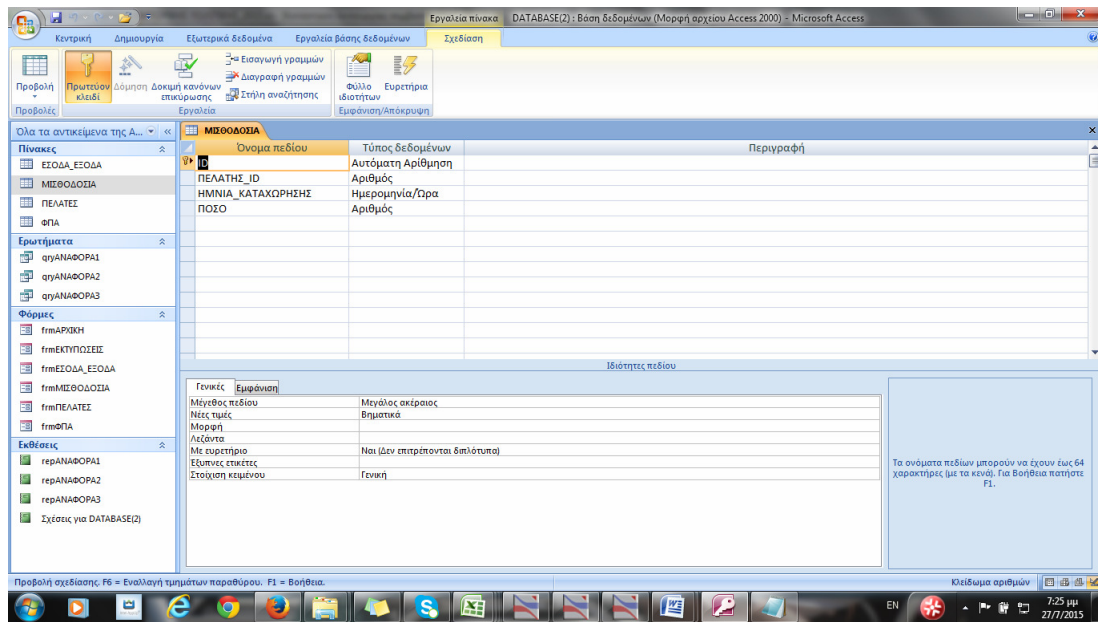 Εργαλεία πίνακα DATABASE(2) : Βάση δεδομένων (Μορφή αρχείου Access 2000) - Microsoft Access
Κεντρική Δημιουργία Εξωτερικά δεδομένα Εργαλεία βάσης δεδομένων Σχεδίαση
Προβολή
Πρωτεύον κλειδί
Δόμηση
Δοκιμή κανόνων επικύρωσης
Εισαγωγή γραμμών
Διαγραφή γραμμών
Στήλη αναζήτησης
Φύλλο ιδιοτήτων
Ευρετήρια
Προβολές Εργαλεία Εμφάνιση/Απόκρυψη
Όλα τα αντικείμενα της A...
Πίνακες
ΕΣΟΔΑ_ΕΞΟΔΑ
ΜΙΣΘΟΔΟΣΙΑ
ΠΕΛΑΤΕΣ
ΦΠΑ
Ερωτήματα
qryΑΝΑΦΟΡΑ1
qryΑΝΑΦΟΡΑ2
qryΑΝΑΦΟΡΑ3
Φόρμες
frmΑΡΧΙΚΗ
frmΕΚΤΥΠΩΣΕΙΣ
frmΕΣΟΔΑ_ΕΞΟΔΑ
frmΜΙΣΘΟΔΟΣΙΑ
frmΠΕΛΑΤΕΣ
frmΦΠΑ
Εκθέσεις
repΑΝΑΦΟΡΑ1
repΑΝΑΦΟΡΑ2
repΑΝΑΦΟΡΑ3
Σχέσεις για DATABASE(2)
ΜΙΣΘΟΔΟΣΙΑ
Όνομα πεδίου Τύπος δεδομένων Περιγραφή
ID Αυτόματη Αρίθμηση
ΠΕΛΑΤΗΣ_ID Αριθμός
ΗΜΝΙΑ_ΚΑΤΑΧΩΡΗΣΗΣ Ημερομηνία/Ώρα
ΠΟΣΟ Αριθμός
Ιδιότητες πεδίου
Γενικές Εμφάνιση
Μέγεθος πεδίου Μεγάλος ακέραιος
Νέες τιμές Βηματικά
Μορφή
Λεζάντα
Με ευρετήριο Ναι (Δεν επιτρέπονται διπλότυπα)
Έξυπνες ετικέτες
Στοίχιση κειμένου Γενική
Τα ονόματα πεδίων μπορούν να έχουν έως 64
χαρακτήρες (με τα κενά). Για Βοήθεια πατήστε
F1.
Προβολή σχεδίασης. F6 = Εναλλαγή τμημάτων παραθύρου. F1 = Βοήθεια. Κλείδωμα αριθμών
EN 7:25 μμ
27/7/2015